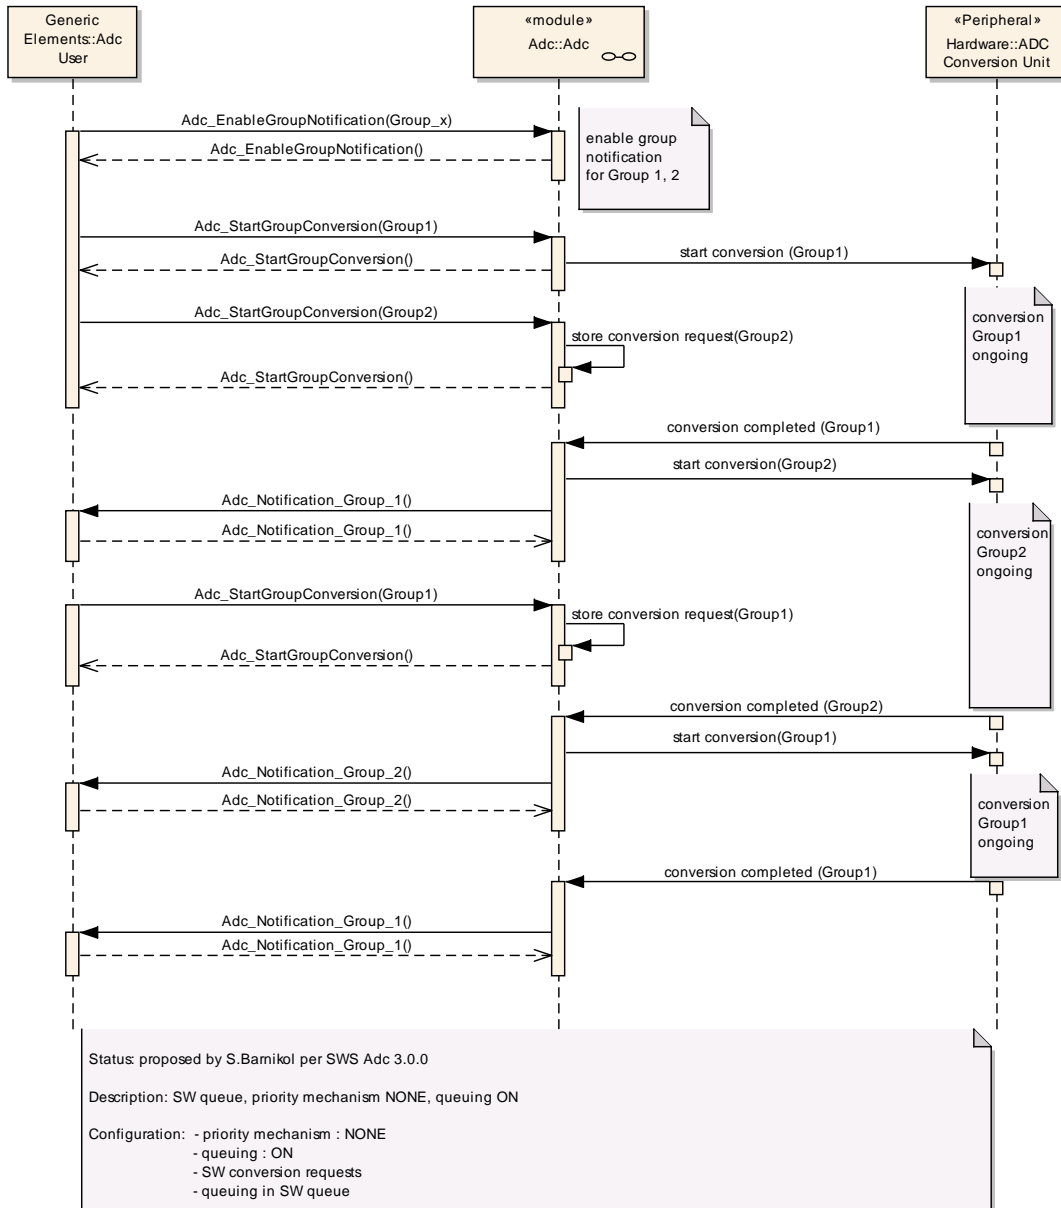 Generic
Elements::Adc
User
«module»
Adc::Adc
«Peripheral»
Hardware::ADC
Conversion Unit
Adc_EnableGroupNotification(Group_x)
Adc_EnableGroupNotification()
enable group
notification
for Group 1, 2
Adc_StartGroupConversion(Group1)
start conversion (Group1)
Adc_StartGroupConversion()
Adc_StartGroupConversion(Group2)
conversion
Group1
ongoing
store conversion request(Group2)
Adc_StartGroupConversion()
conversion completed (Group1)
start conversion(Group2)
Adc_Notification_Group_1()
Adc_Notification_Group_1()
conversion
Group2
ongoing
Adc_StartGroupConversion(Group1)
store conversion request(Group1)
Adc_StartGroupConversion()
conversion completed (Group2)
start conversion(Group1)
Adc_Notification_Group_2()
Adc_Notification_Group_2()
conversion
Group1
ongoing
conversion completed (Group1)
Adc_Notification_Group_1()
Adc_Notification_Group_1()
Status: proposed by S.Barnikol per SWS Adc 3.0.0
Description: SW queue, priority mechanism NONE, queuing ON
Configuration: - priority mechanism : NONE
- queuing : ON
- SW conversion requests
- queuing in SW queue